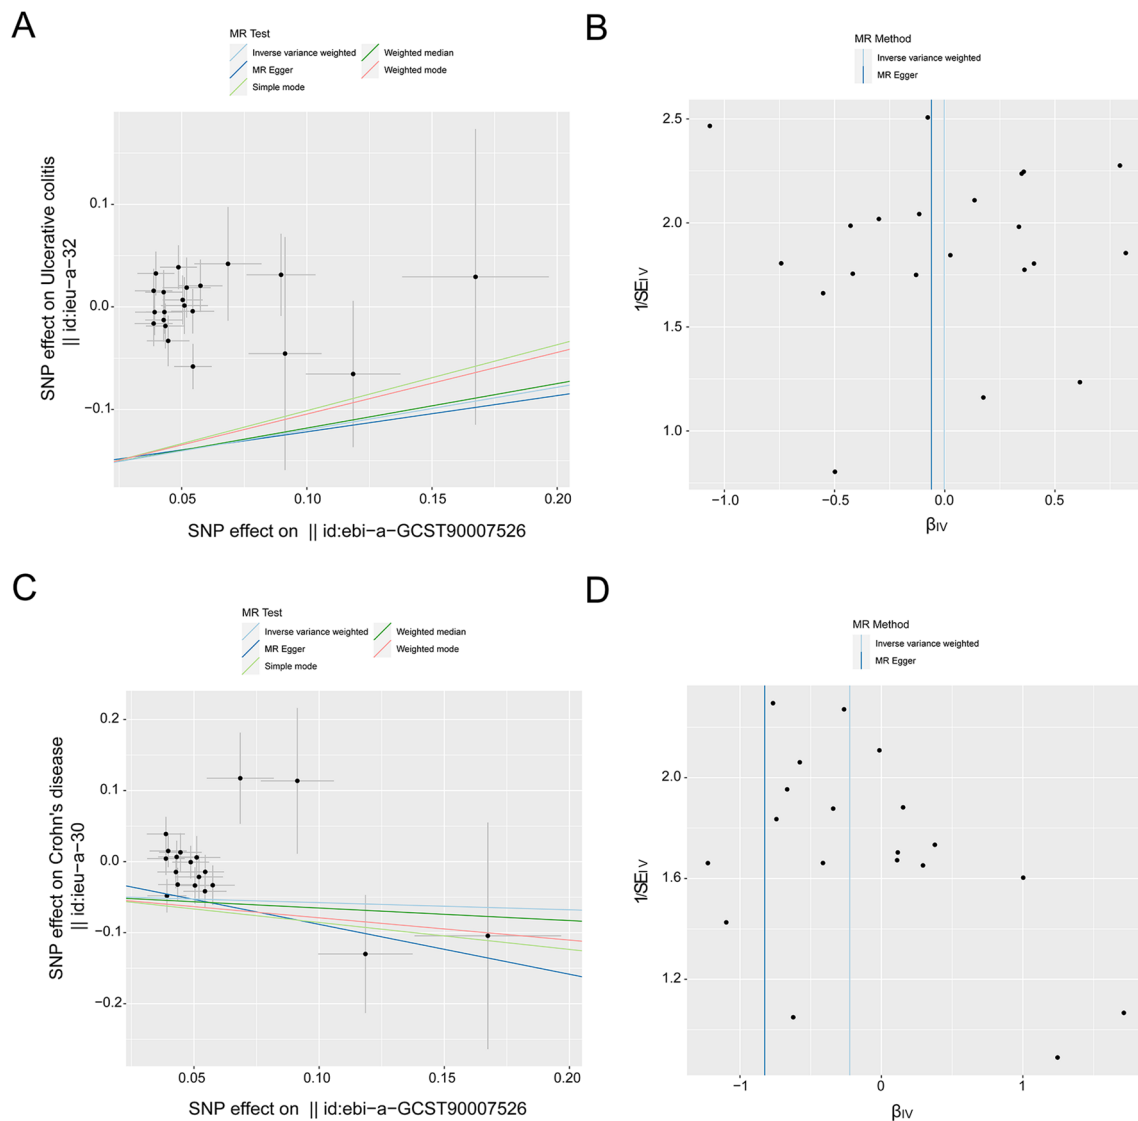 A
MR Test
Inverse variance weighted
Weighted median
MR Egger
Weighted mode
Simple mode
SNP effect on Ulcerative colitis
|| id:ieu-a-32
0.1
0.0
−0.1
0.05
0.10
0.15
0.20
SNP effect on || id:ebi−a−GCST90007526
B
MR Method
Inverse variance weighted
MR Egger
1/SEIV
2.5
2.0
1.5
1.0
−1.0
−0.5
0.0
0.5
βIV
C
MR Test
Inverse variance weighted
Weighted median
MR Egger
Weighted mode
Simple mode
SNP effect on Crohn's disease
|| id:ieu-a-30
0.2
0.1
0.0
−0.1
−0.2
0.05
0.10
0.15
0.20
SNP effect on || id:ebi−a−GCST90007526
D
MR Method
Inverse variance weighted
MR Egger
1/SEIV
2.0
1.6
1.2
−1
0
1
βIV